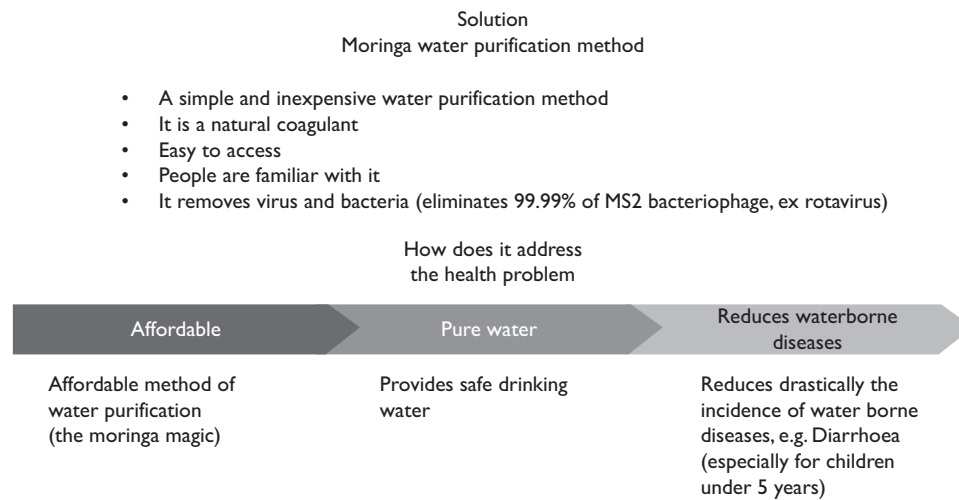 Solution
Moringa water purification method
• A simple and inexpensive water purification method
• It is a natural coagulant
• Easy to access
• People are familiar with it
• It removes virus and bacteria (eliminates 99.99% of MS2 bacteriophage, ex rotavirus)
How does it address
the health problem
Affordable
Pure water
Reduces waterborne
diseases
Affordable method of
water purification
(the moringa magic)
Provides safe drinking
water
Reduces drastically the
incidence of water borne
diseases, e.g. Diarrhoea
(especially for children
under 5 years)